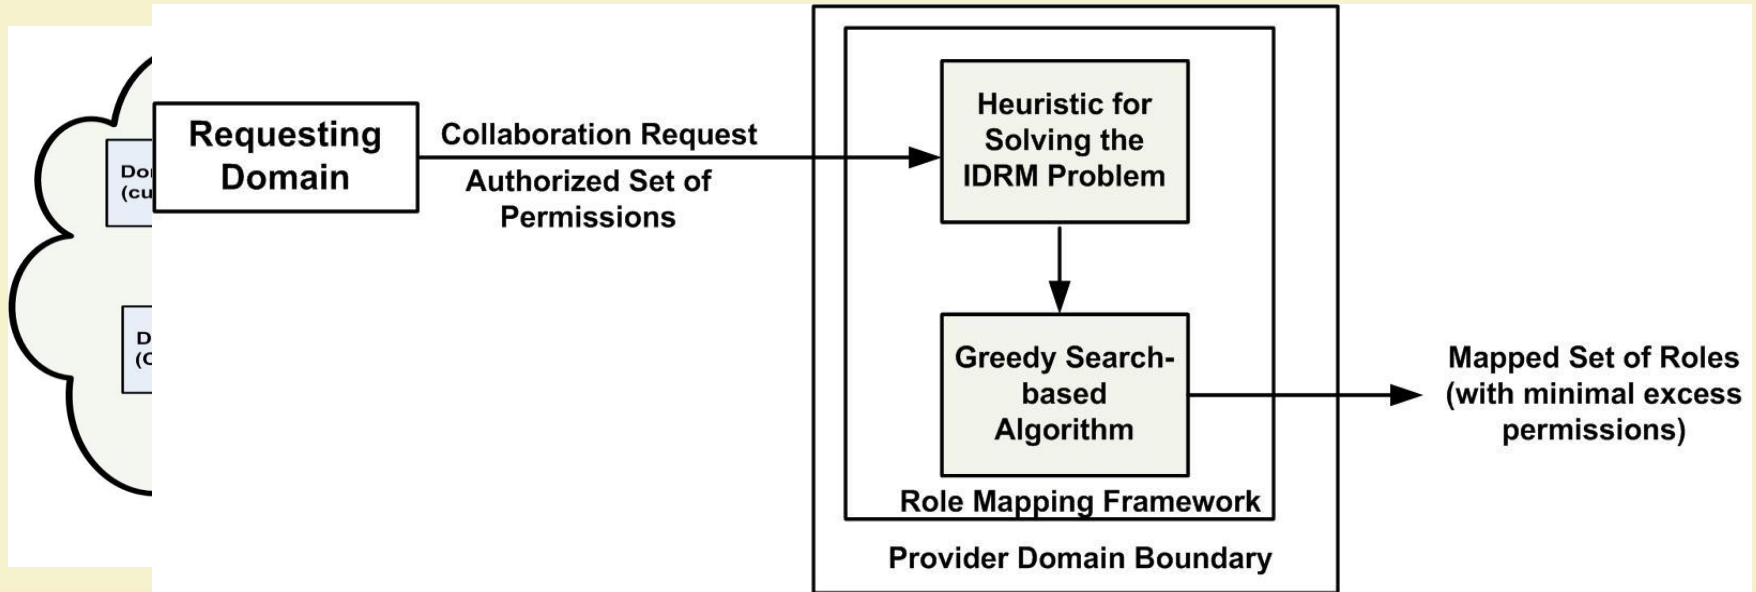 Requesting
Domain
Collaboration Request
Authorized Set of
Permissions
Heuristic for
Solving the
IDRM Problem
Greedy Search-
based
Algorithm
Role Mapping Framework
Provider Domain Boundary
Mapped Set of Roles
(with minimal excess
permissions)